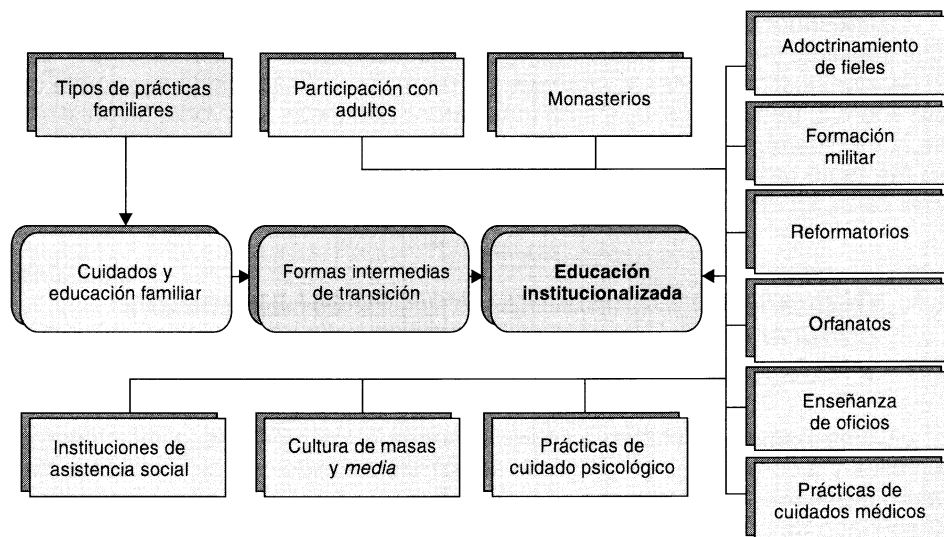 Tipos de prácticas
familiares
Participación con
adultos
Monasterios
Adoctrinamiento
de fieles
Formación
militar
Reformatorios
Cuidados y
educación familiar
Formas intermedias
de transición
Educación
institucionalizada
Orfanatos
Enseñanza
de oficios
Instituciones de
asistencia social
Cultura de masas
y media
Prácticas de
cuidado psicológico
Prácticas de
cuidados médicos